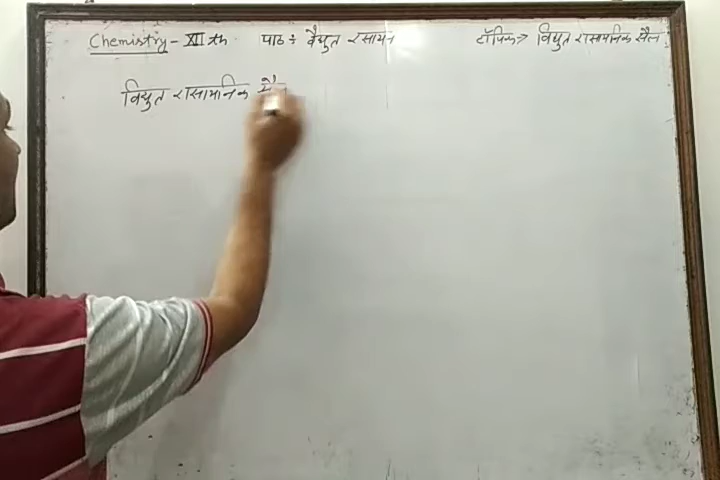 Chemistry - XII th पाठ ÷ वैद्युत रसायन टॉपिक → विद्युत रासायनिक सैल
विद्युत रासायनिक